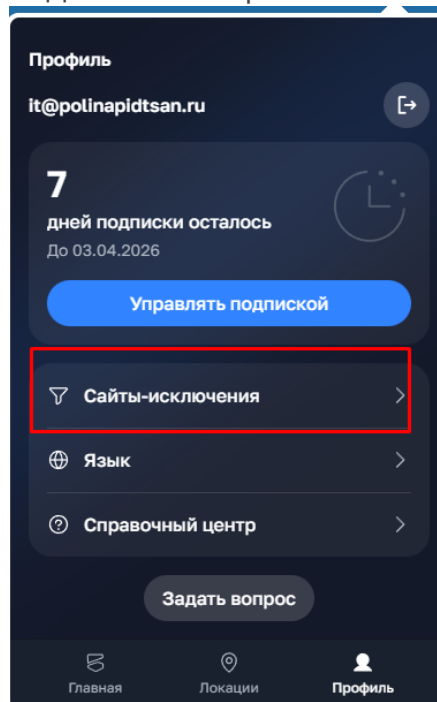 Профиль
it@polinapidtsan.ru
7
дней подписки осталось
До 03.04.2026
Управлять подпиской
Сайты-исключения
Язык
Справочный центр
Задать вопрос
Главная
Локации
Профиль